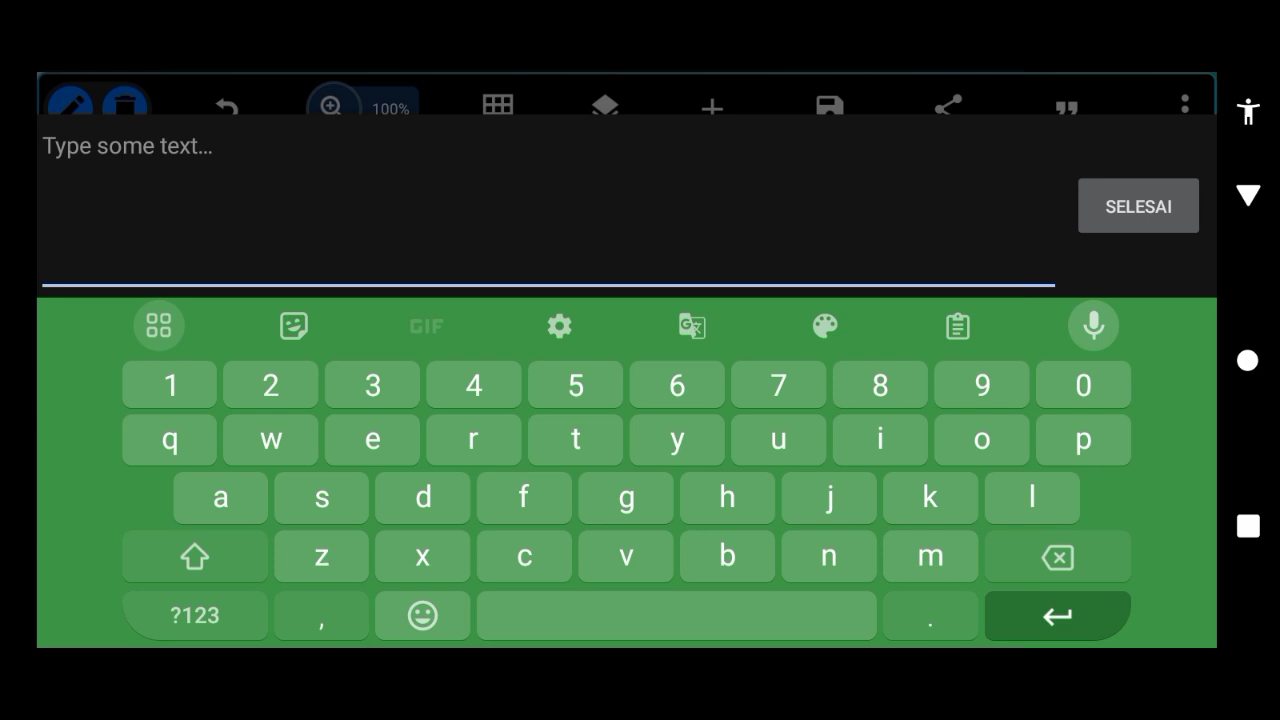 100%
Type some text...
SELESAI
GIF
1 2 3 4 5 6 7 8 9 0
q w e r t y u i o p
a s d f g h j k l
z x c v b n m
?123 , .